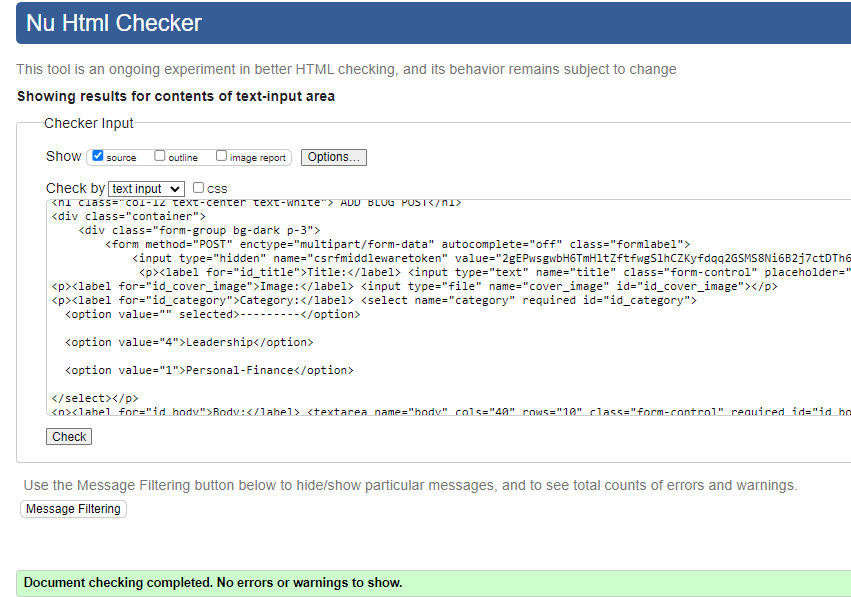 Nu Html Checker
This tool is an ongoing experiment in better HTML checking, and its behavior remains subject to change
Showing results for contents of text-input area
Checker Input
Show source outline image report Options...
Check by text input css
<h1 class="col-12 text-center text-white"> ADD BLOG POST</h1>
<div class="container">
<div class="form-group bg-dark p-3">
<form method="POST" enctype="multipart/form-data" autocomplete="off" class="formlabel">
<input type="hidden" name="csrfmiddlewaretoken" value="2gEPwsgwbH6TmHltZftfwgSlhCZKyfdqq2GSMS8Ni6B2j7ctDTh6
<p><label for="id_title">Title:</label> <input type="text" name="title" class="form-control" placeholder="
<p><label for="id_cover_image">Image:</label> <input type="file" name="cover_image" id="id_cover_image"></p>
<p><label for="id_category">Category:</label> <select name="category" required id="id_category">
<option value="" selected>---------</option>
<option value="4">Leadership</option>
<option value="1">Personal-Finance</option>
</select></p>
<p><label for="id_body">Body:</label> <textarea name="body" cols="40" rows="10" class="form-control" required id="id_bo
Check
Use the Message Filtering button below to hide/show particular messages, and to see total counts of errors and warnings.
Message Filtering
Document checking completed. No errors or warnings to show.